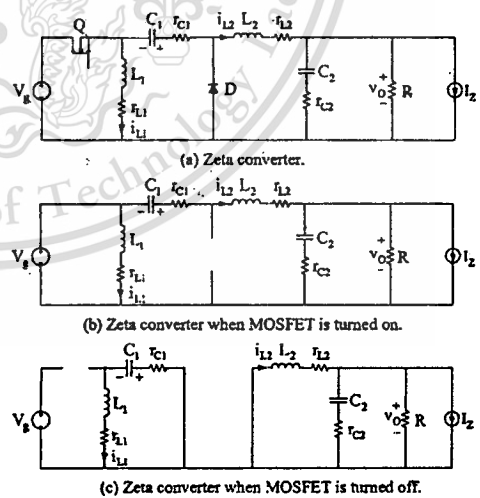 Q
C1 rC1 iL2 L2 rL2
- +
L1
Vg
rL1
iL1
D
C2
rC2
+
vO
-
R
IZ
(a) Zeta converter.
of Technology
C1 rC1 iL2 L2 rL2
- +
L1
Vg
rL1
iL1
C2
rC2
+
vO
-
R
IZ
(b) Zeta converter when MOSFET is turned on.
C1 rC1 iL2 L2 rL2
- +
L1
Vg
rL1
iL1
C2
rC2
+
vO
-
R
IZ
(c) Zeta converter when MOSFET is turned off.